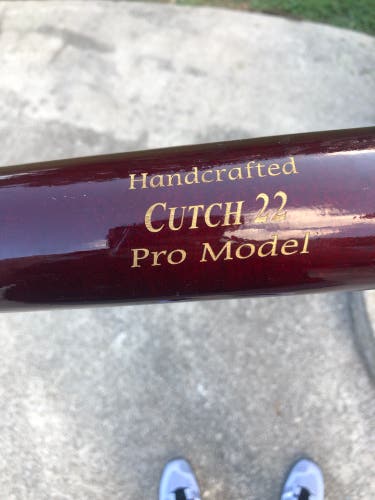 Handcrafted
CUTCH 22
Pro Model